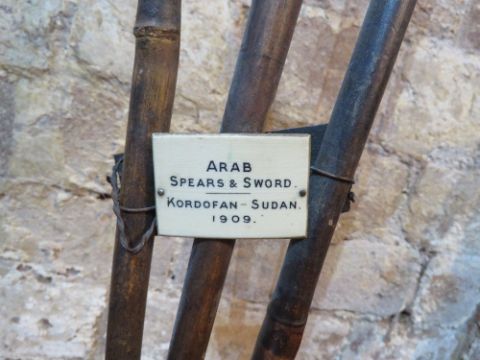 ARAB
SPEARS & SWORD.
KORDOFAN - SUDAN.
1909.